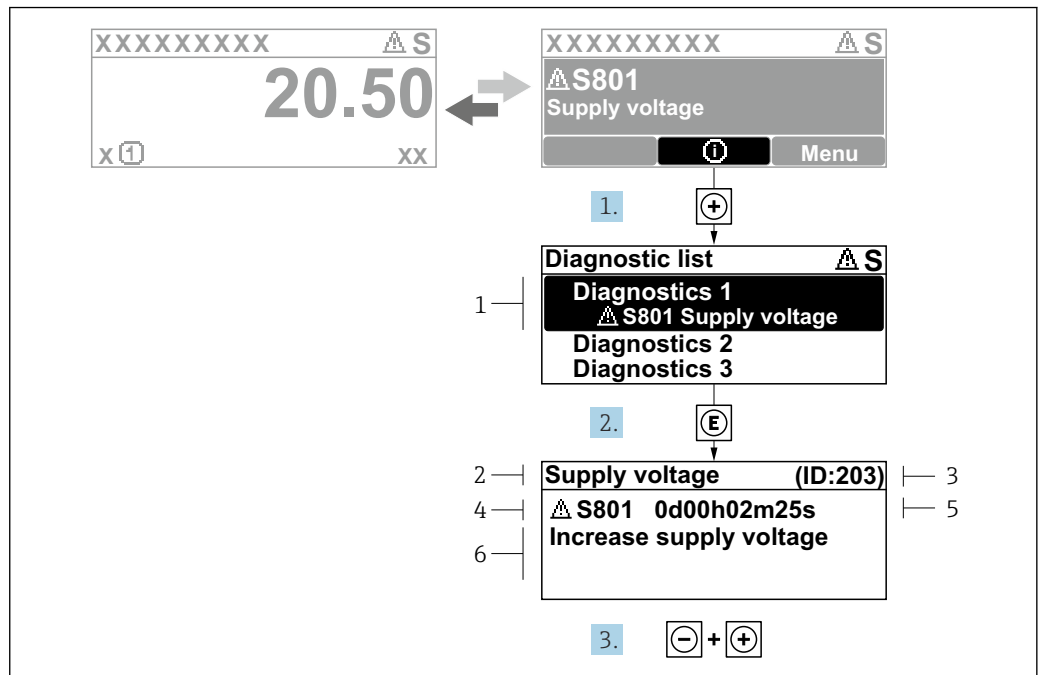 XXXXXXXXX ⚠ S
20.50
x ① xx
XXXXXXXXX ⚠ S
⚠ S801
Supply voltage
ⓘ Menu
1. ⊕
Diagnostic list ⚠ S
1
Diagnostics 1
⚠ S801 Supply voltage
Diagnostics 2
Diagnostics 3
2. Ⓔ
2 Supply voltage (ID:203) 3
4 ⚠ S801 0d00h02m25s 5
6 Increase supply voltage
3. ⊖ + ⊕